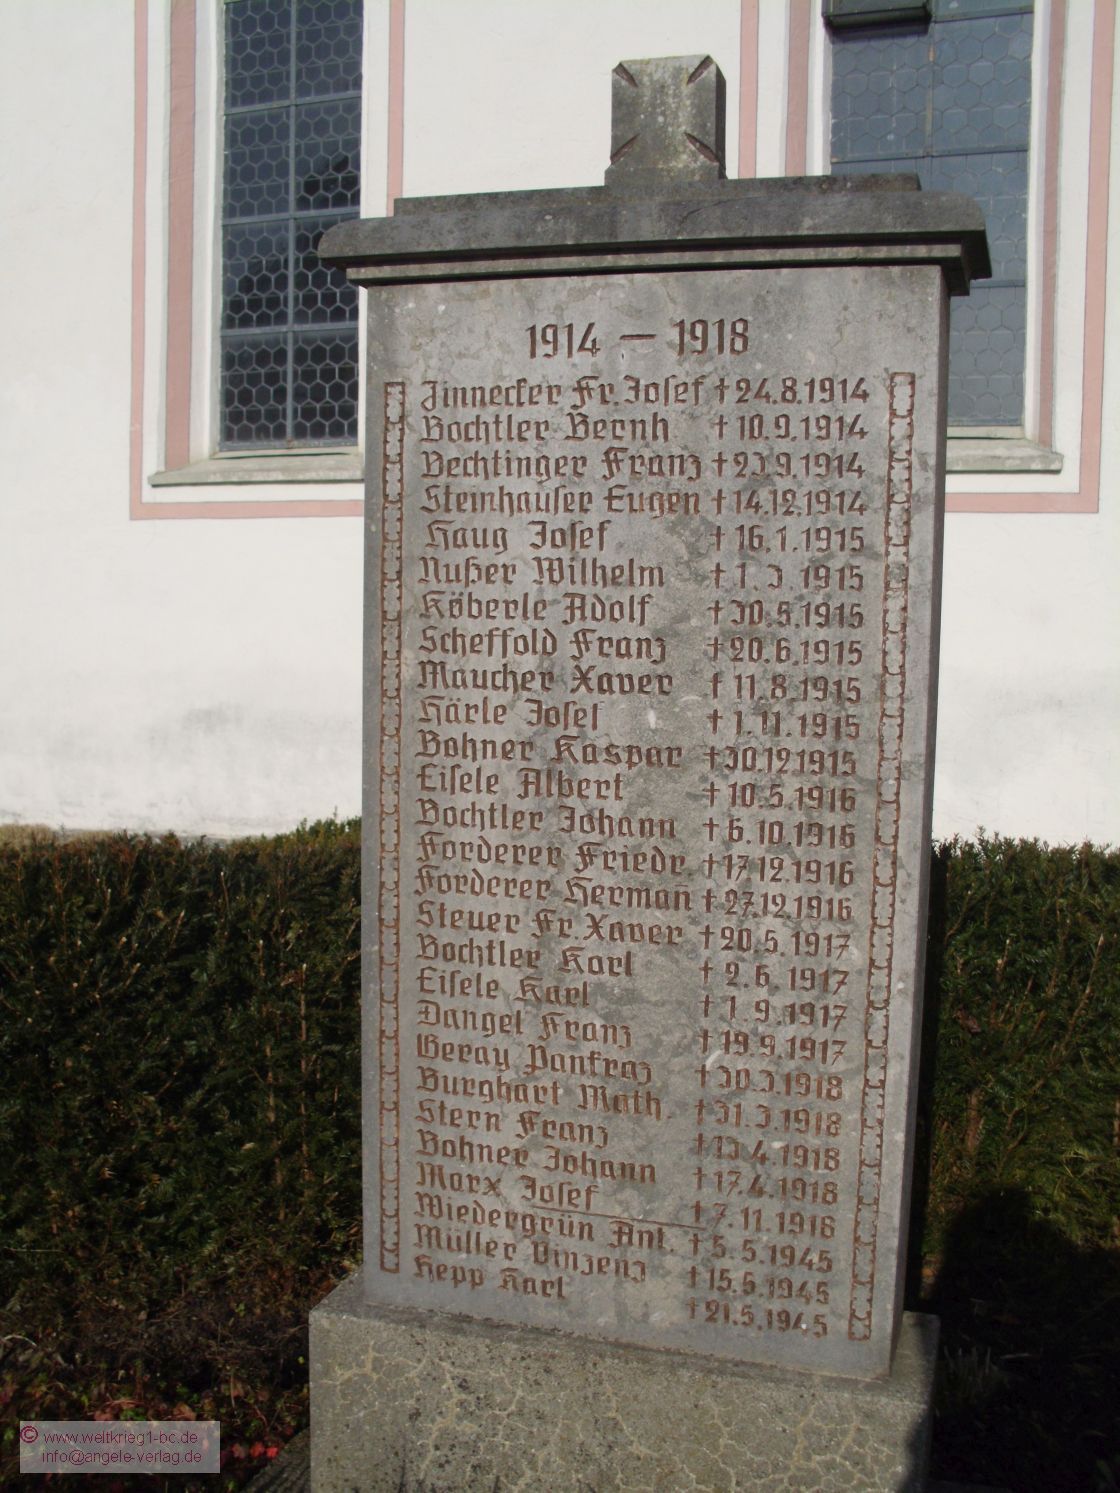 1914 – 1918
Zinnecker Fr. Josef †24.8.1914
Bochtler Bernh. †10.9.1914
Bechtinger Franz †23.9.1914
Steinhauser Eugen †14.12.1914
Haug Josef †16.1.1915
Nußer Wilhelm †1.3.1915
Köberle Adolf †30.5.1915
Scheffold Franz †20.6.1915
Maucher Xaver †11.8.1915
Härle Josef †1.11.1915
Bohner Kaspar †30.12.1915
Eisele Albert †10.5.1916
Bochtler Johann †6.10.1916
Forderer Friedr. †17.12.1916
Forderer Hermañ †27.12.1916
Steuer Fr. Xaver †20.5.1917
Bochtler Karl †2.6.1917
Eisele Karl †1.9.1917
Dangel Franz †19.9.1917
Geray Pankraz †30.3.1918
Burghart Math. †31.3.1918
Stern Franz †13.4.1918
Bohner Johann †17.4.1918
Marx Josef †7.11.1918
Wiedergrün Ant. †5.5.1945
Müller Vinzenz †15.5.1945
Hepp Karl †21.5.1945
© www.weltkrieg1-bc.de
info@angele-verlag.de